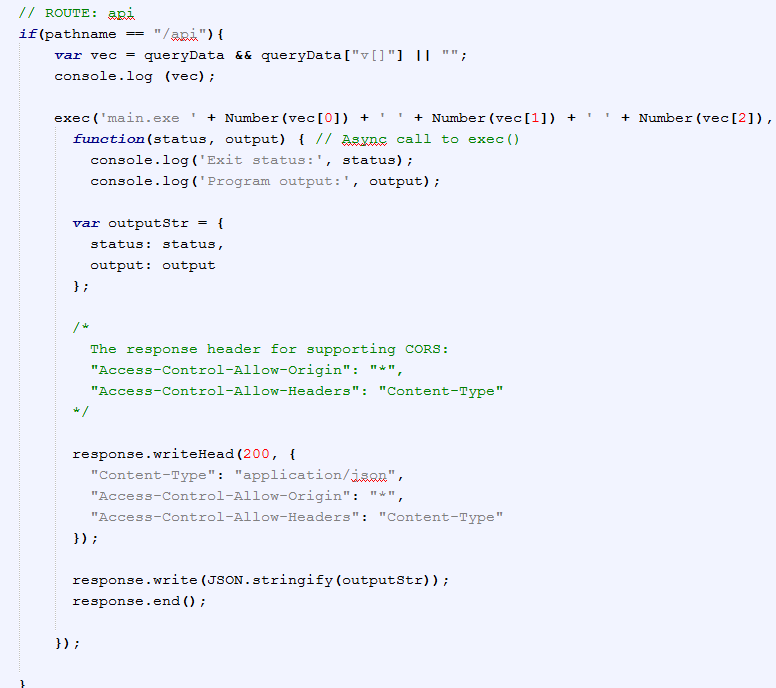 // ROUTE: api
if(pathname == "/api"){
var vec = queryData && queryData["v[]"] || "";
console.log (vec);
exec('main.exe ' + Number(vec[0]) + ' ' + Number(vec[1]) + ' ' + Number(vec[2]),
function(status, output) { // Async call to exec()
console.log('Exit status:', status);
console.log('Program output:', output);
var outputStr = {
status: status,
output: output
};
/*
The response header for supporting CORS:
"Access-Control-Allow-Origin": "*",
"Access-Control-Allow-Headers": "Content-Type"
*/
response.writeHead(200, {
"Content-Type": "application/json",
"Access-Control-Allow-Origin": "*",
"Access-Control-Allow-Headers": "Content-Type"
});
response.write(JSON.stringify(outputStr));
response.end();
});
}